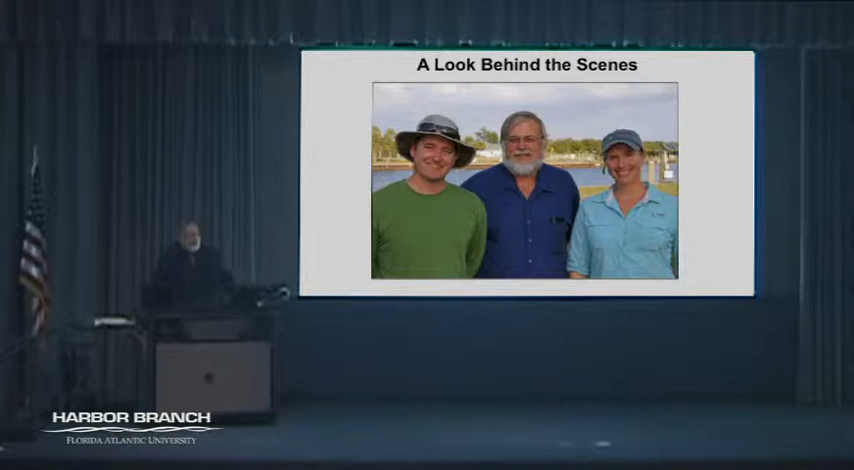 A Look Behind the Scenes
HARBOR BRANCH
FLORIDA ATLANTIC UNIVERSITY